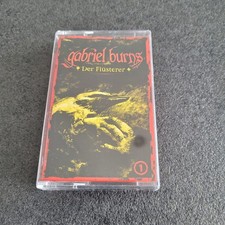 gabriel burns
Der Flüsterer
1